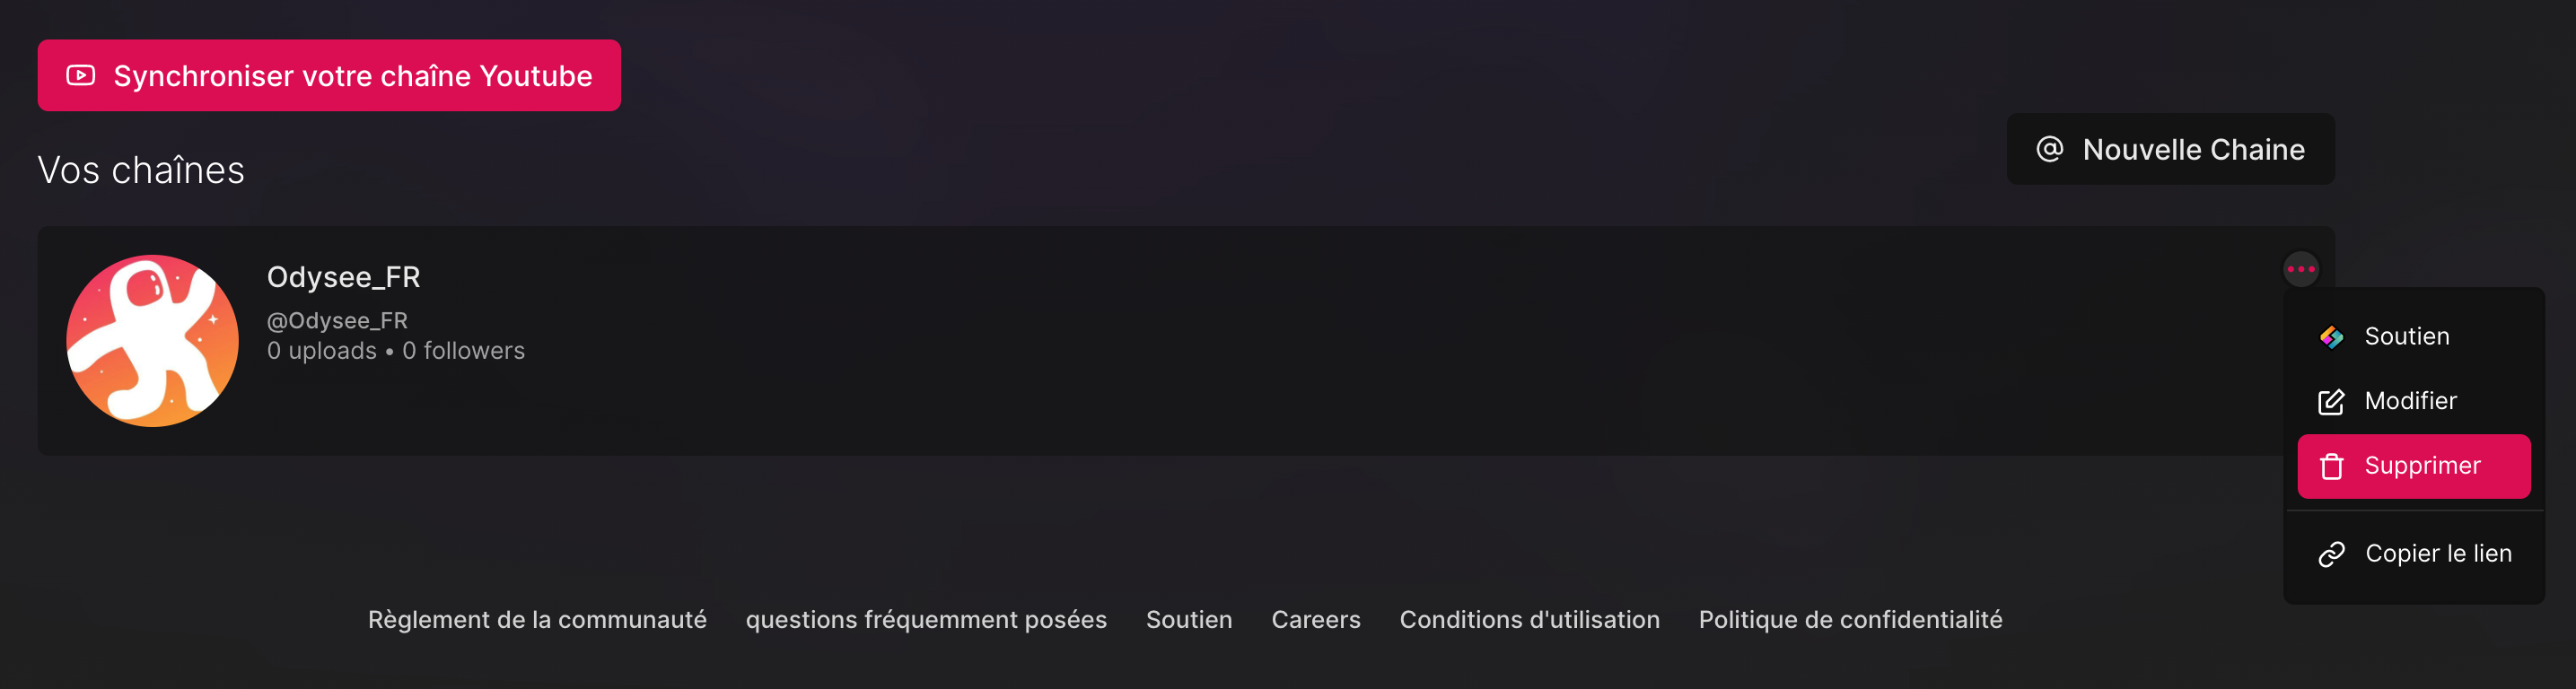 Synchroniser votre chaîne Youtube
Nouvelle Chaine
Vos chaînes
Odysee_FR
@Odysee_FR
0 uploads • 0 followers
Soutien
Modifier
Supprimer
Copier le lien
Règlement de la communauté questions fréquemment posées Soutien Careers Conditions d'utilisation Politique de confidentialité